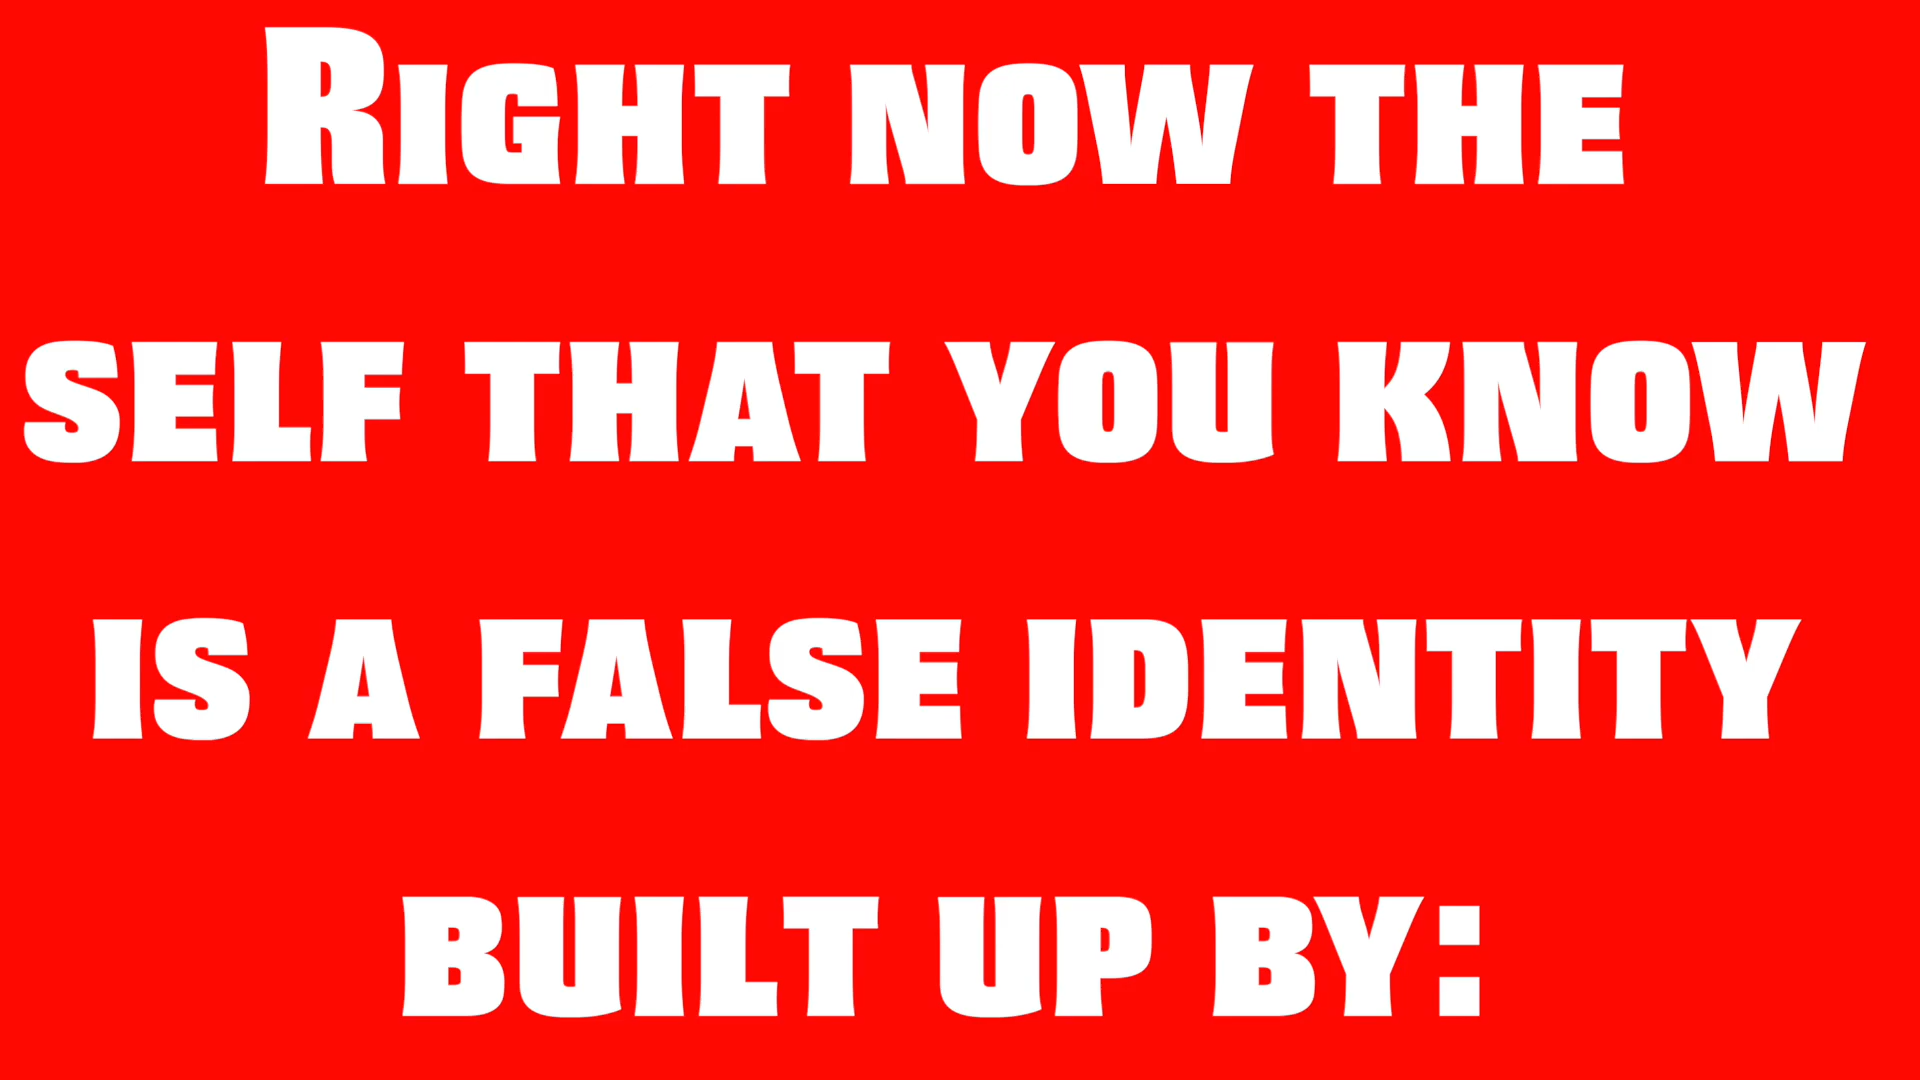 Right now the
self that you know
is a false identity
built up by: